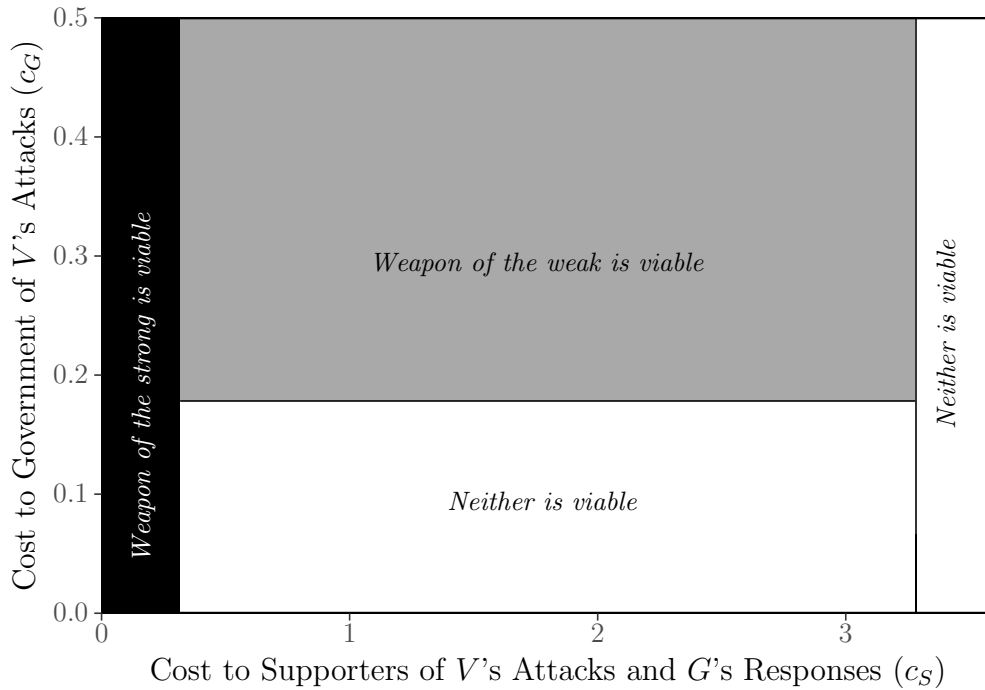 Cost to Government of V's Attacks (c_G)
0.5
0.4
0.3
0.2
0.1
0.0
Weapon of the strong is viable
Weapon of the weak is viable
Neither is viable
Neither is viable
0 1 2 3
Cost to Supporters of V's Attacks and G's Responses (c_S)